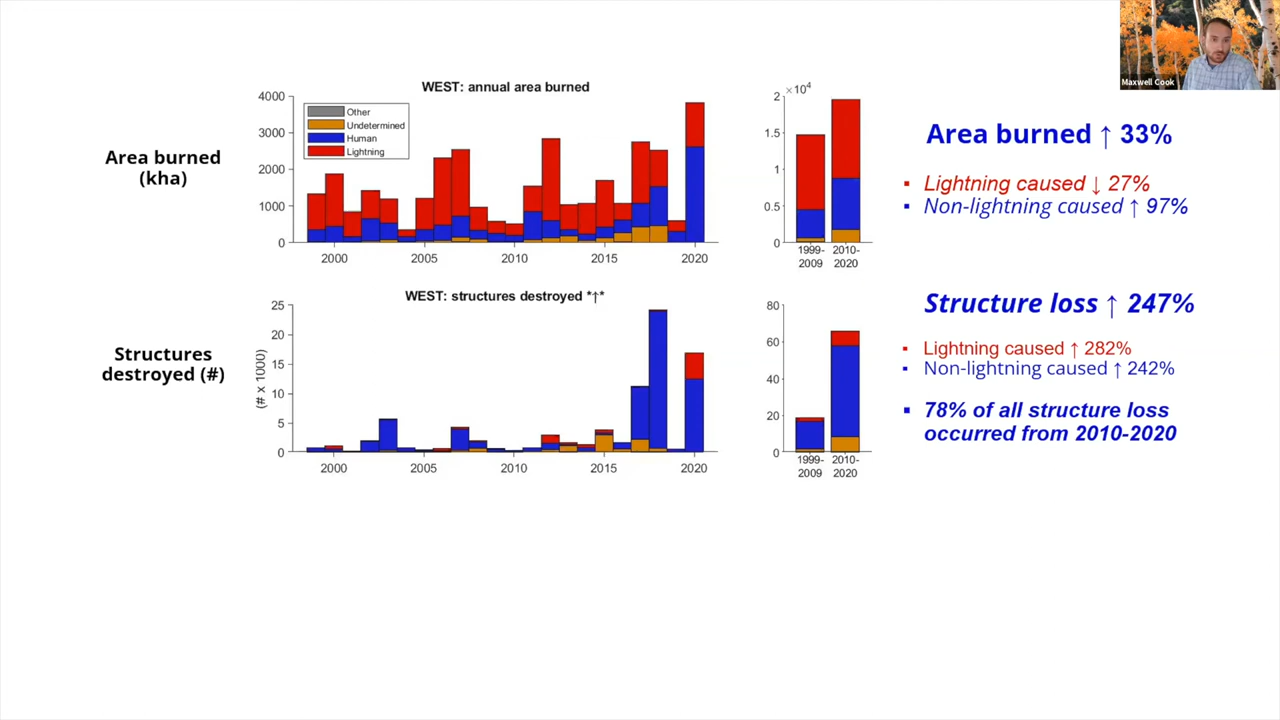 Maxwell Cook
WEST: annual area burned
Area burned
(kha)
4000
3000
2000
1000
0
Other
Undetermined
Human
Lightning
2000
2005
2010
2015
2020
×10⁴
2
1.5
1
0.5
0
1999-
2009
2010-
2020
Area burned ↑ 33%
▪ Lightning caused ↓ 27%
▪ Non-lightning caused ↑ 97%
WEST: structures destroyed *↑*
Structures
destroyed (#)
(# x 1000)
25
20
15
10
5
0
2000
2005
2010
2015
2020
80
60
40
20
0
1999-
2009
2010-
2020
Structure loss ↑ 247%
▪ Lightning caused ↑ 282%
▪ Non-lightning caused ↑ 242%
▪ 78% of all structure loss
occurred from 2010-2020